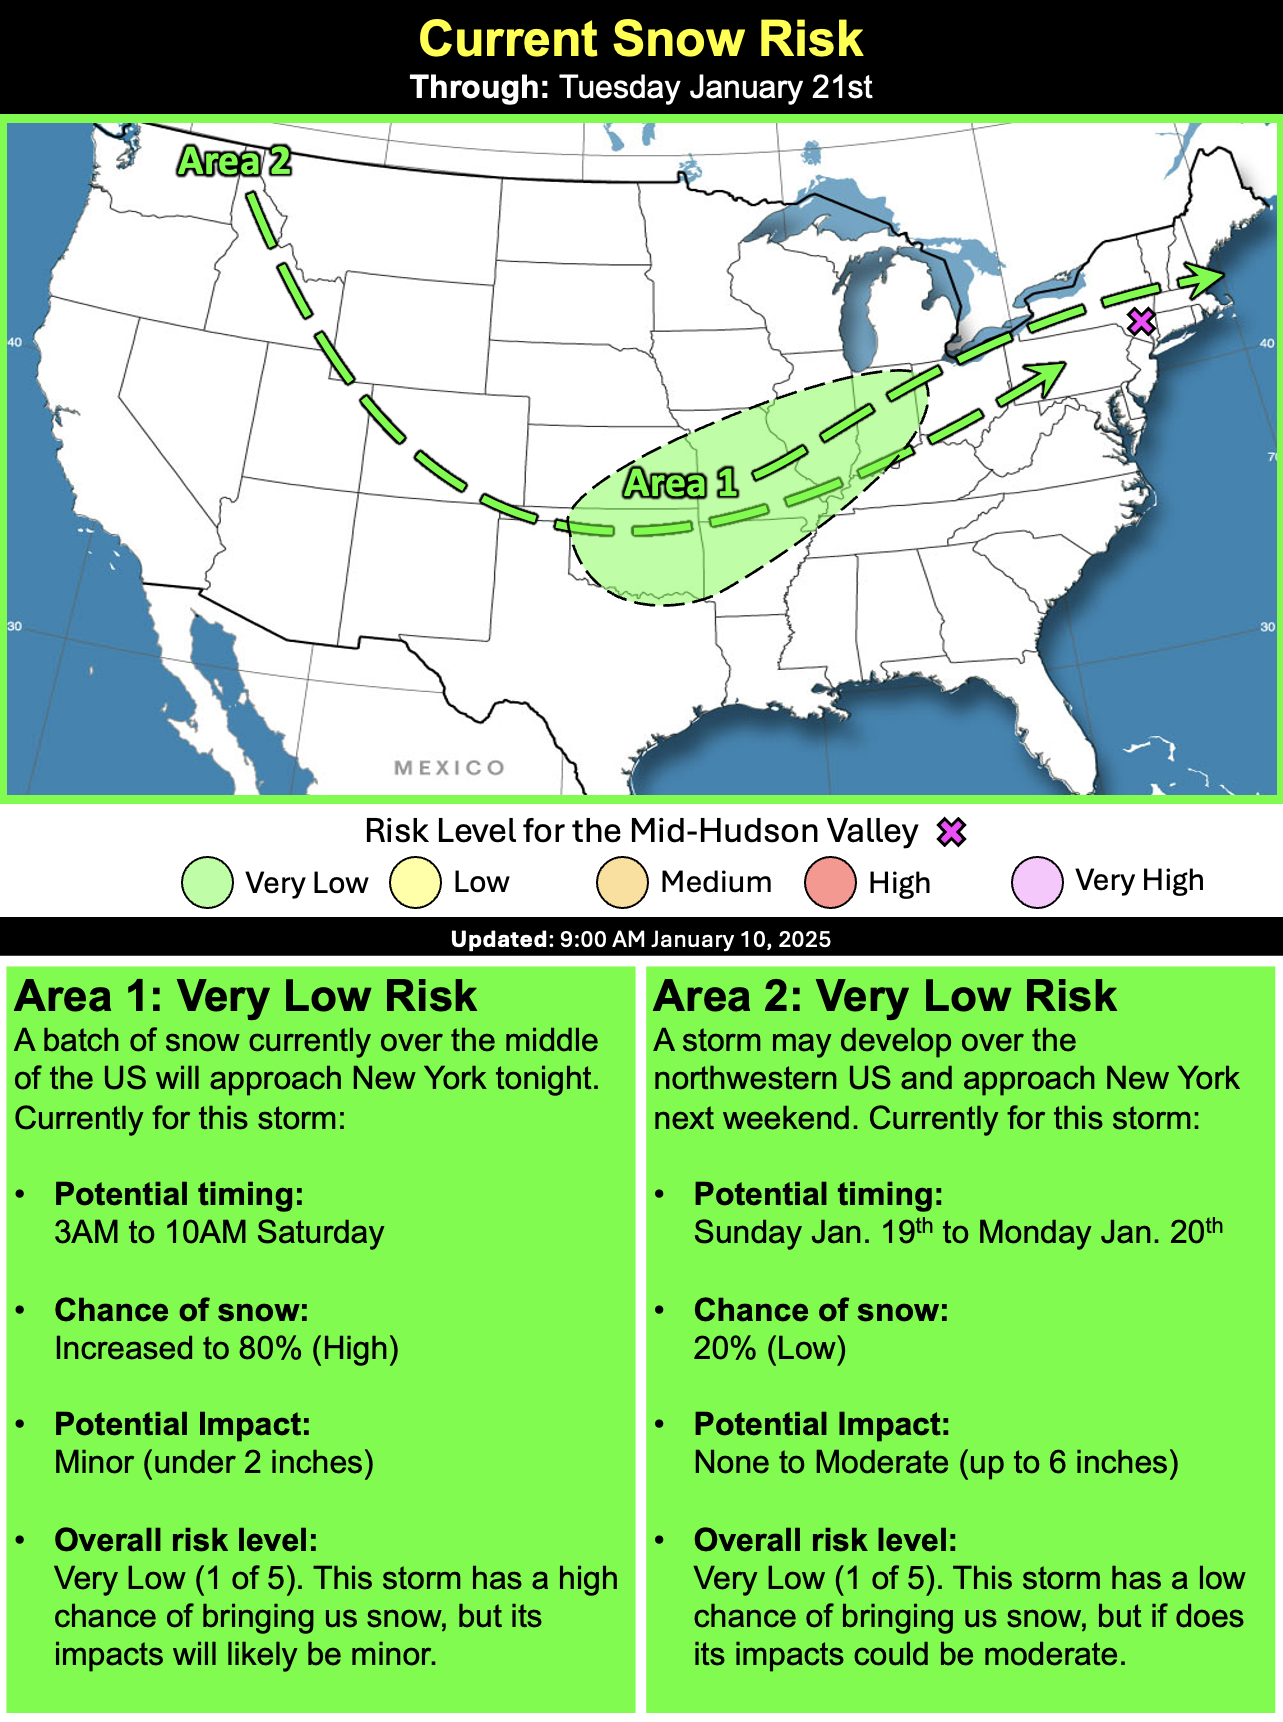 Current Snow Risk
Through: Tuesday January 21st
Area 2
40
40
Area 1
70
30
30
MEXICO
Risk Level for the Mid-Hudson Valley
Very Low
Low
Medium
High
Very High
Updated: 9:00 AM January 10, 2025
Area 1: Very Low Risk
A batch of snow currently over the middle
of the US will approach New York tonight.
Currently for this storm:
• Potential timing:
3AM to 10AM Saturday
• Chance of snow:
Increased to 80% (High)
• Potential Impact:
Minor (under 2 inches)
• Overall risk level:
Very Low (1 of 5). This storm has a high
chance of bringing us snow, but its
impacts will likely be minor.
Area 2: Very Low Risk
A storm may develop over the
northwestern US and approach New York
next weekend. Currently for this storm:
• Potential timing:
Sunday Jan. 19th to Monday Jan. 20th
• Chance of snow:
20% (Low)
• Potential Impact:
None to Moderate (up to 6 inches)
• Overall risk level:
Very Low (1 of 5). This storm has a low
chance of bringing us snow, but if does
its impacts could be moderate.